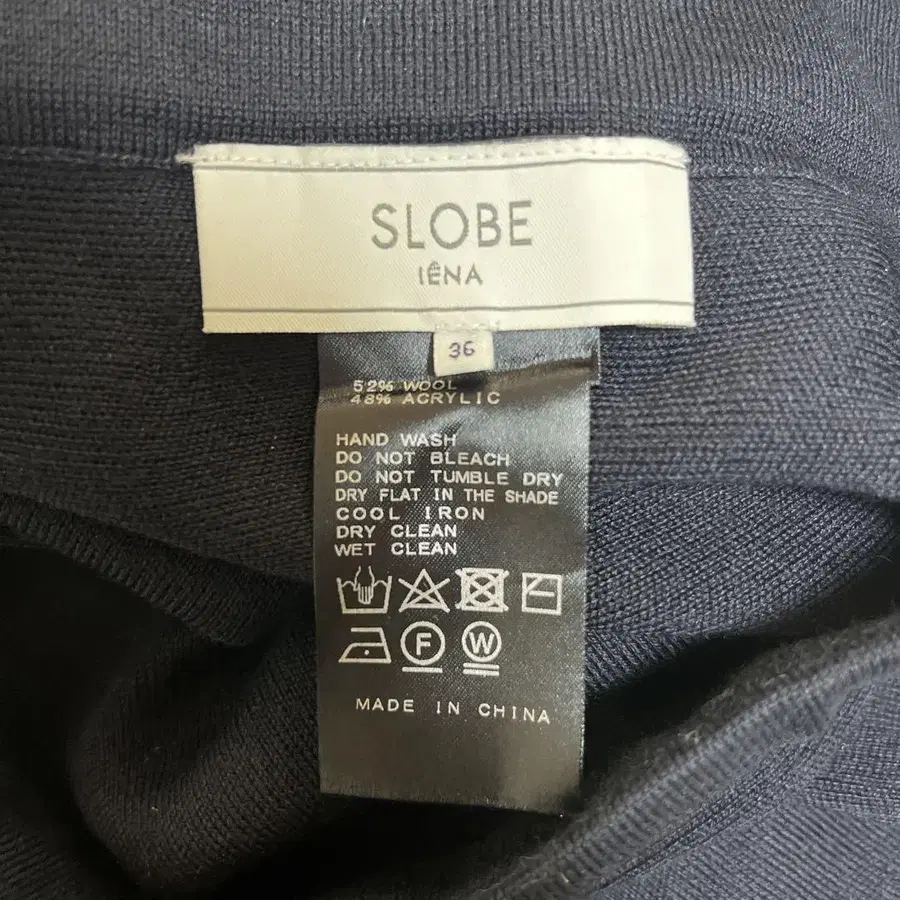 SLOBE
IÊNA
36
52% WOOL
48% ACRYLIC
HAND WASH
DO NOT BLEACH
DO NOT TUMBLE DRY
DRY FLAT IN THE SHADE
COOL IRON
DRY CLEAN
WET CLEAN
F W
MADE IN CHINA